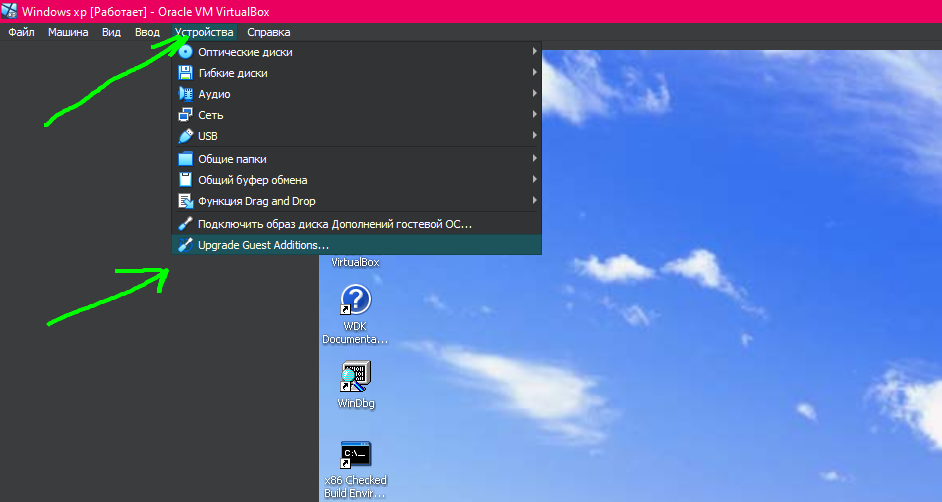 Windows xp [Работает] - Oracle VM VirtualBox
Файл Машина Вид Ввод Устройства Справка
Оптические диски
Гибкие диски
Аудио
Сеть
USB
Общие папки
Общий буфер обмена
Функция Drag and Drop
Подключить образ диска Дополнений гостевой ОС...
Upgrade Guest Additions...
VirtualBox
WDK
Documenta...
WinDbg
C:\_
x86 Checked
Build Envir...